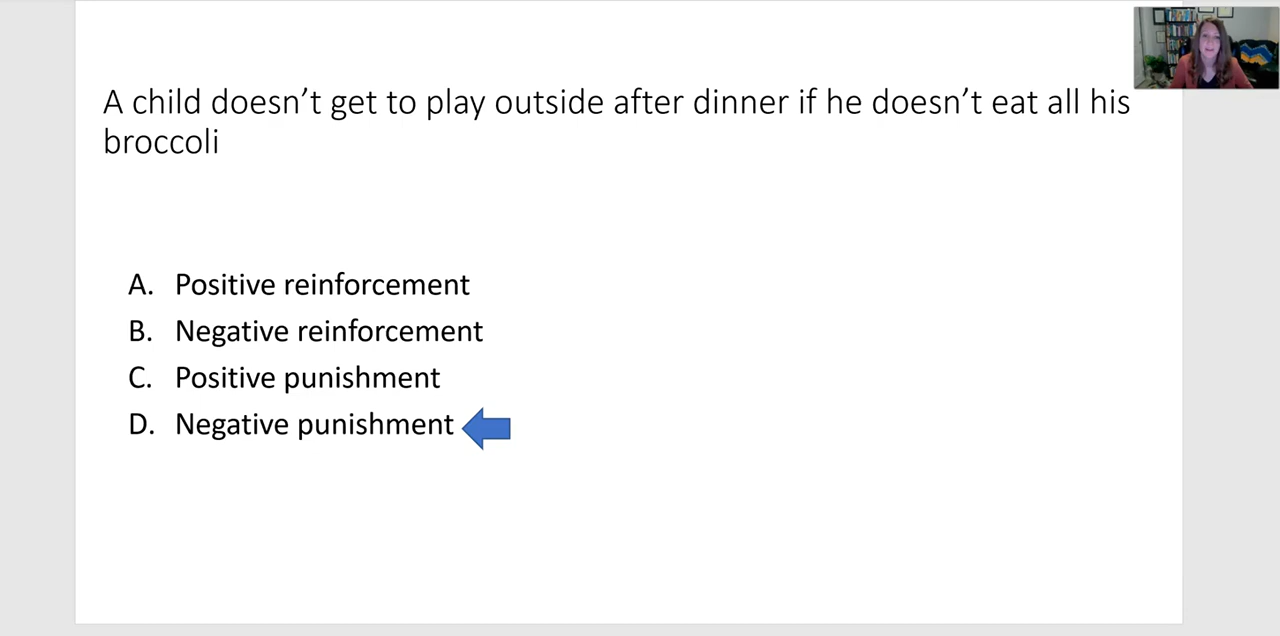 A child doesn’t get to play outside after dinner if he doesn’t eat all his
broccoli
A. Positive reinforcement
B. Negative reinforcement
C. Positive punishment
D. Negative punishment